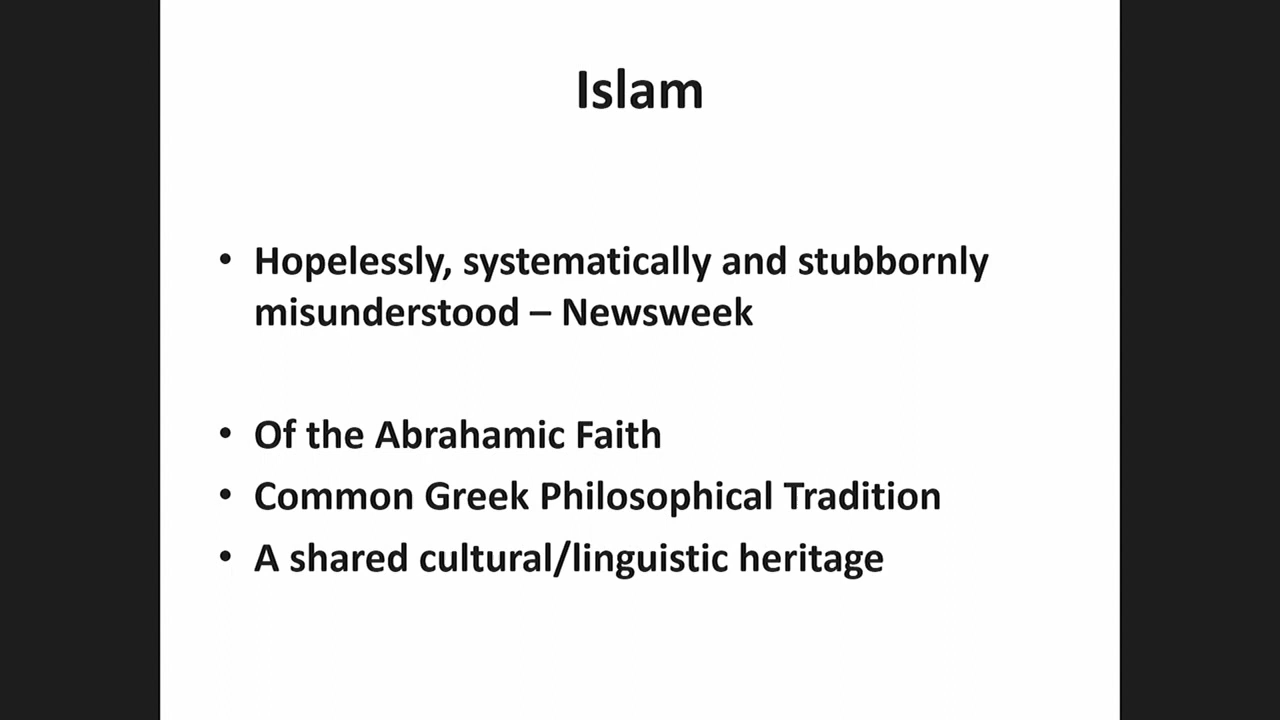 Islam
• Hopelessly, systematically and stubbornly
misunderstood – Newsweek
• Of the Abrahamic Faith
• Common Greek Philosophical Tradition
• A shared cultural/linguistic heritage